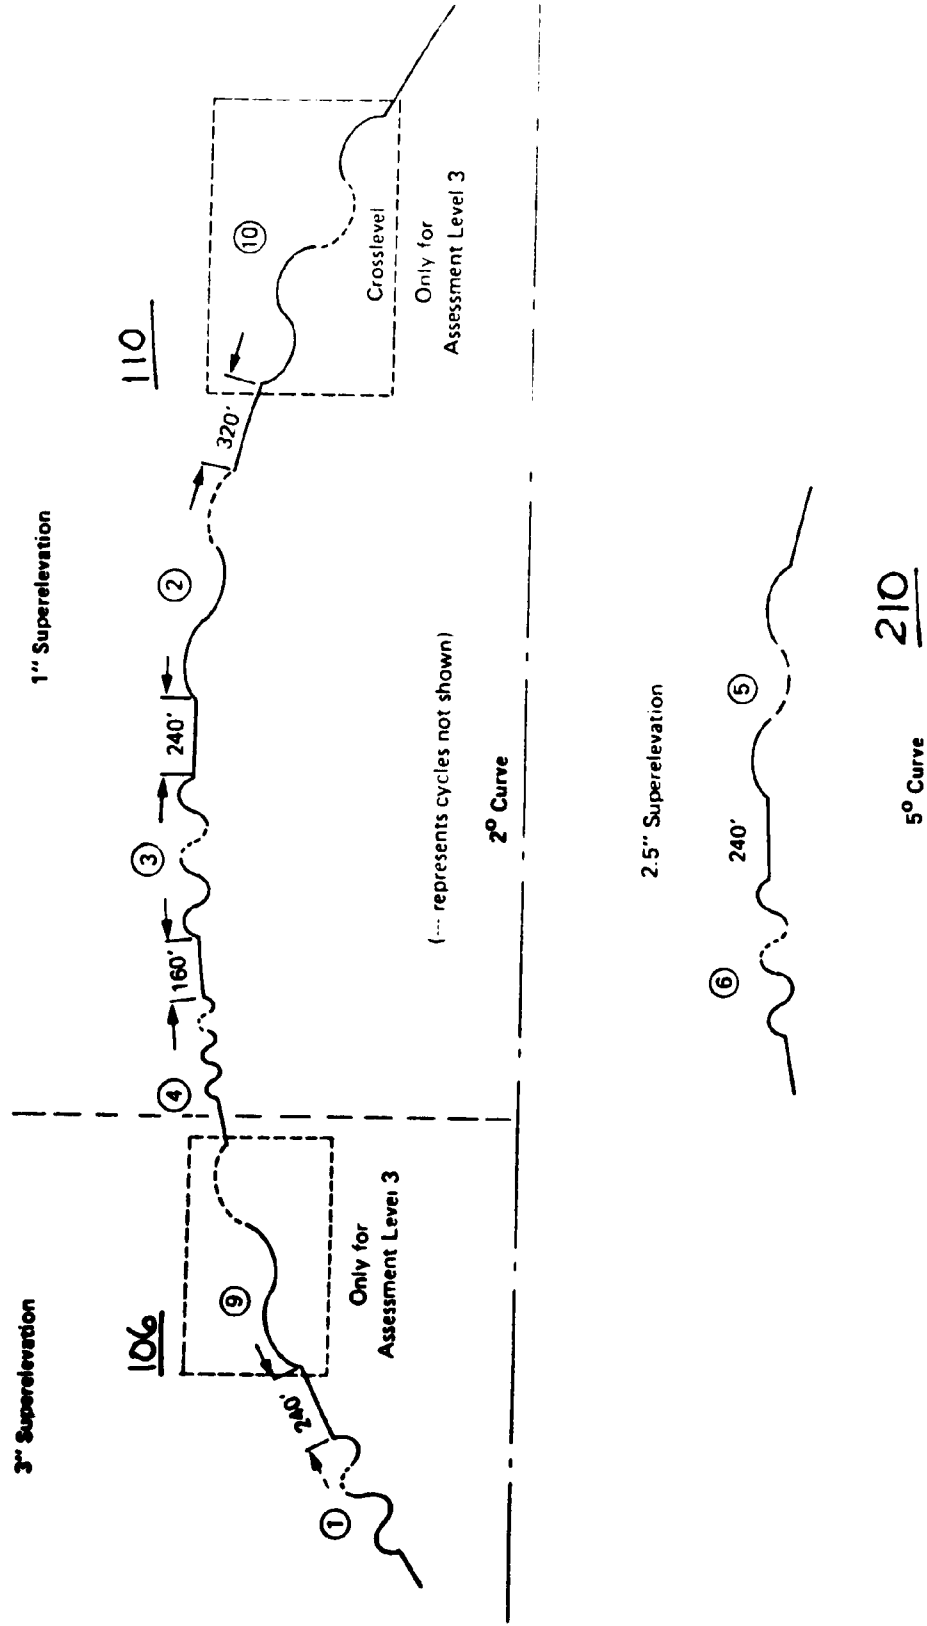 3" Superelevation
1" Superelevation
106
110
①
240'
⑨
Only for
Assessment Level 3
④
160'
③
240'
②
320'
⑩
Crosslevel
Only for
Assessment Level 3
(--- represents cycles not shown)
2° Curve
2.5" Superelevation
⑥
240'
⑤
5° Curve
210